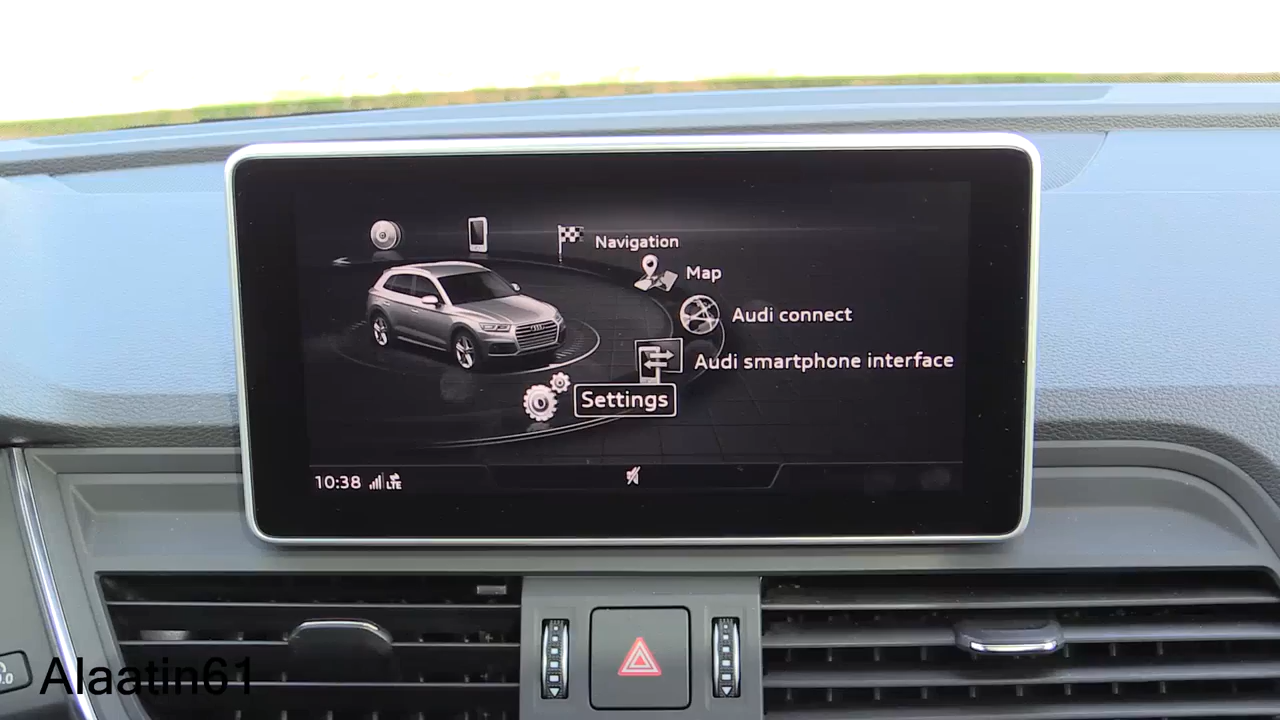 Navigation
Map
Audi connect
Audi smartphone interface
Settings
10:38 LTE
Alaatin61